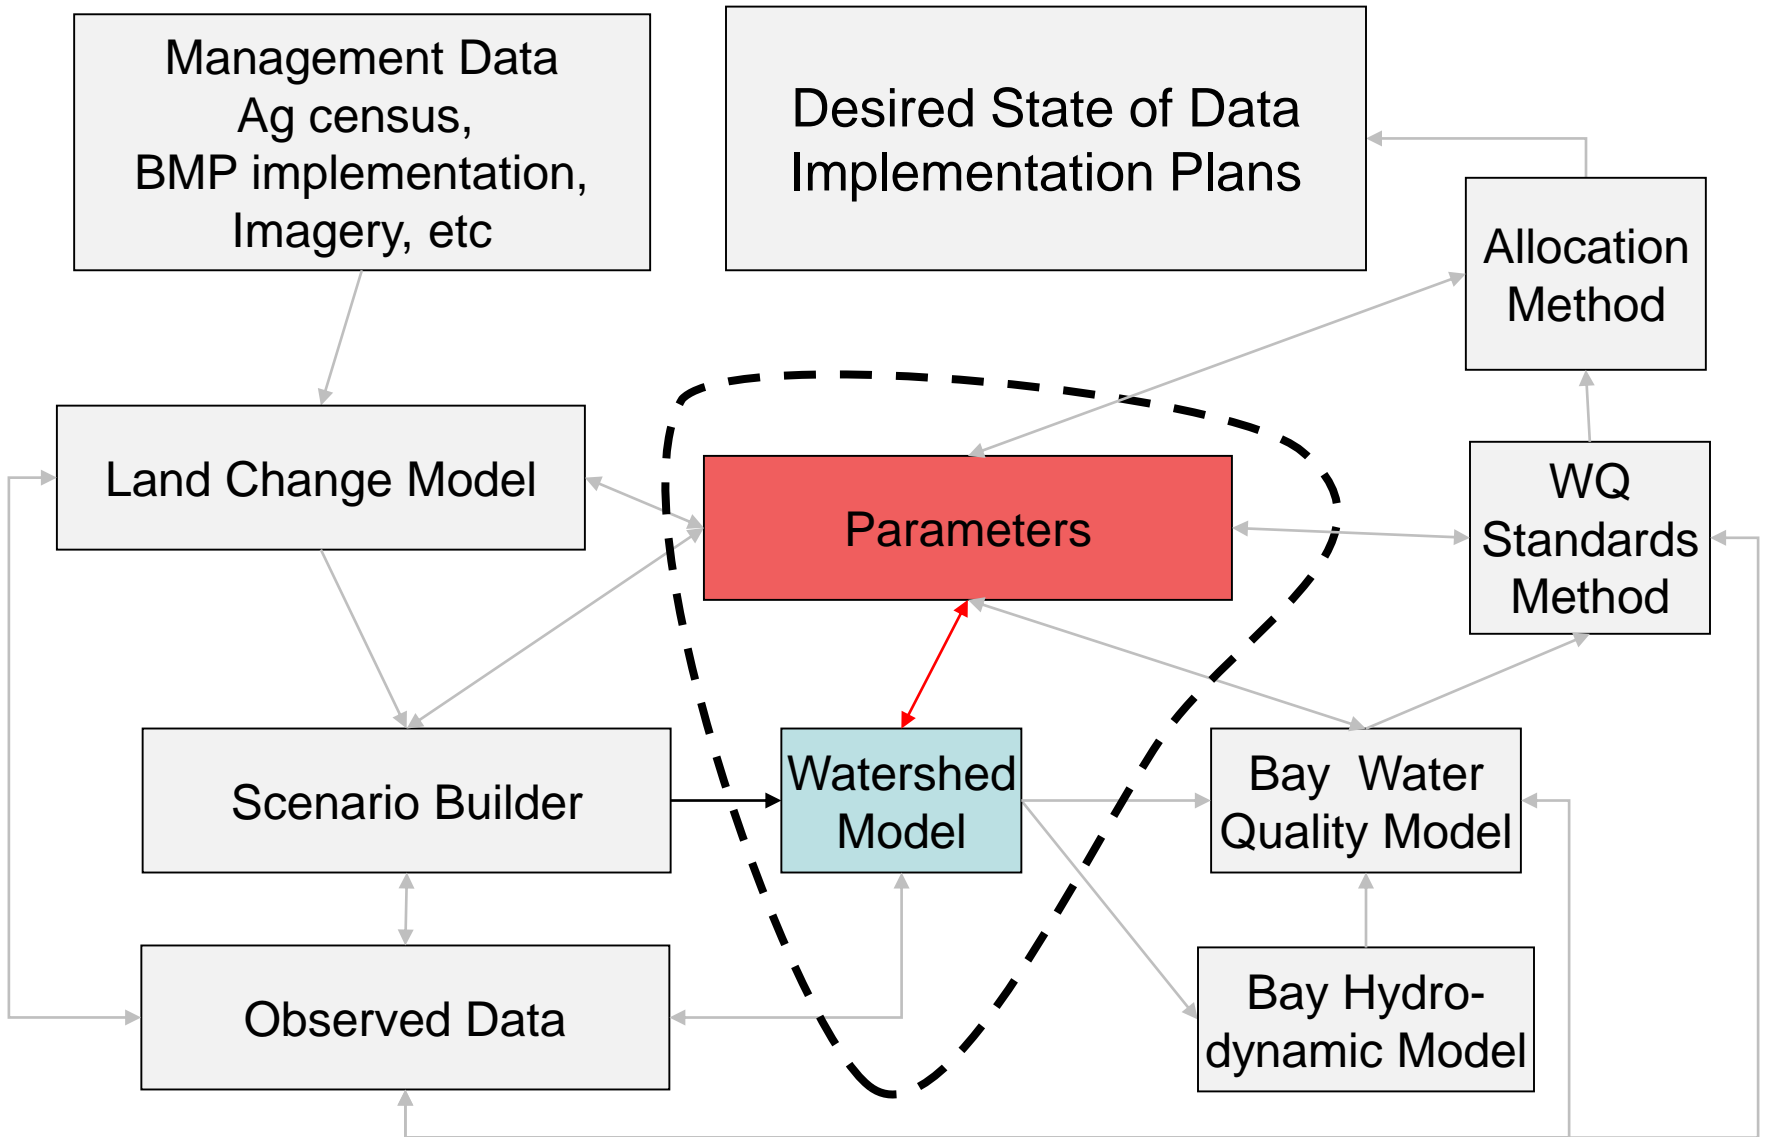 Management Data
Ag census,
BMP implementation,
Imagery, etc
Desired State of Data
Implementation Plans
Allocation
Method
Land Change Model
Parameters
WQ
Standards
Method
Scenario Builder
Watershed
Model
Bay  Water
Quality Model
Observed Data
Bay Hydro-
dynamic Model